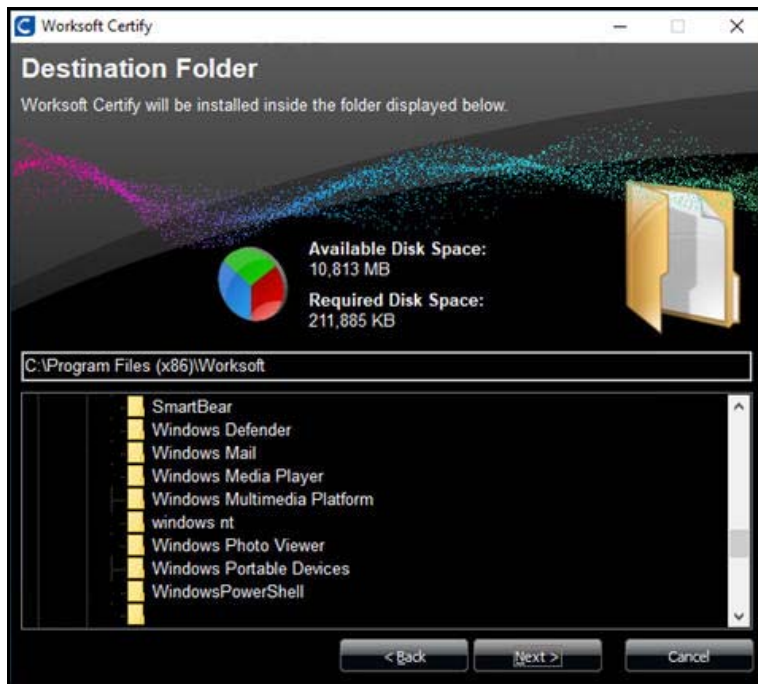 Worksoft Certify
Destination Folder
Worksoft Certify will be installed inside the folder displayed below.
Available Disk Space:
10,813 MB
Required Disk Space:
211,885 KB
C:\Program Files (x86)\Worksoft
SmartBear
Windows Defender
Windows Mail
Windows Media Player
Windows Multimedia Platform
windows nt
Windows Photo Viewer
Windows Portable Devices
WindowsPowerShell
< Back
Next >
Cancel